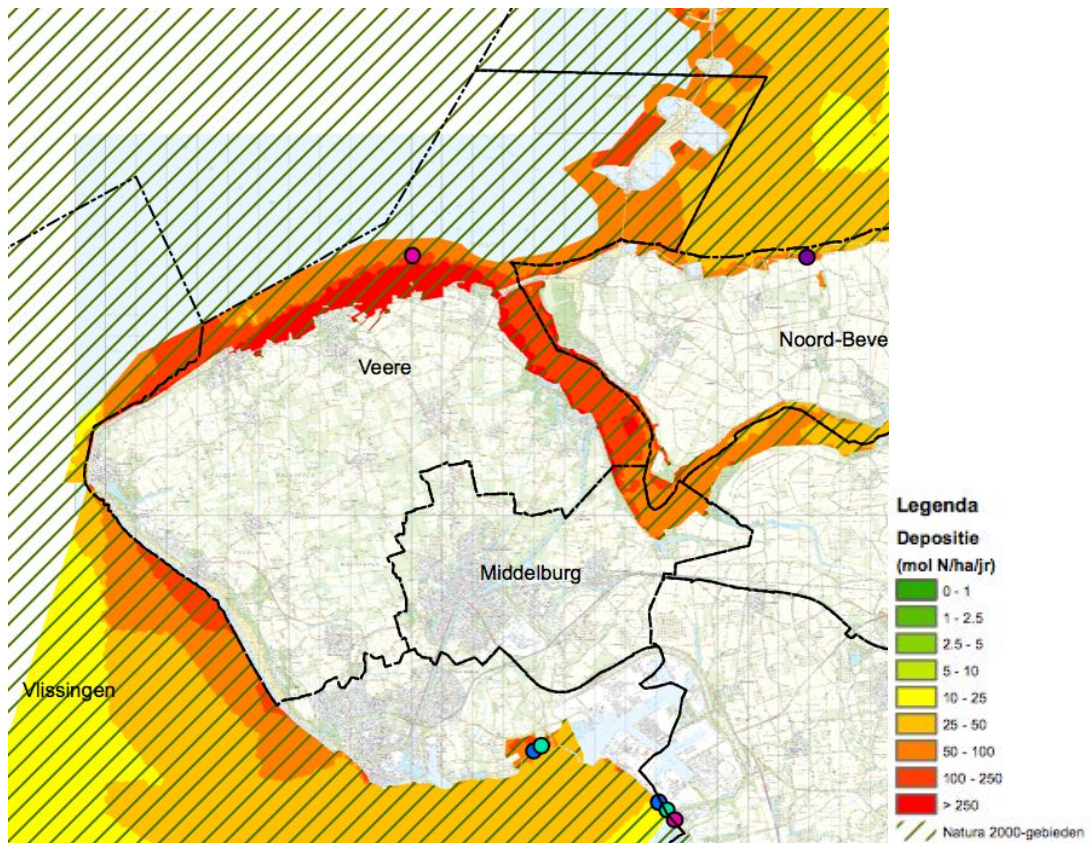 Noord-Beve
Veere
Middelburg
Vlissingen
Legenda
Depositie
(mol N/ha/jr)
0 - 1
1 - 2.5
2.5 - 5
5 - 10
10 - 25
25 - 50
50 - 100
100 - 250
> 250
Natura 2000-gebieden